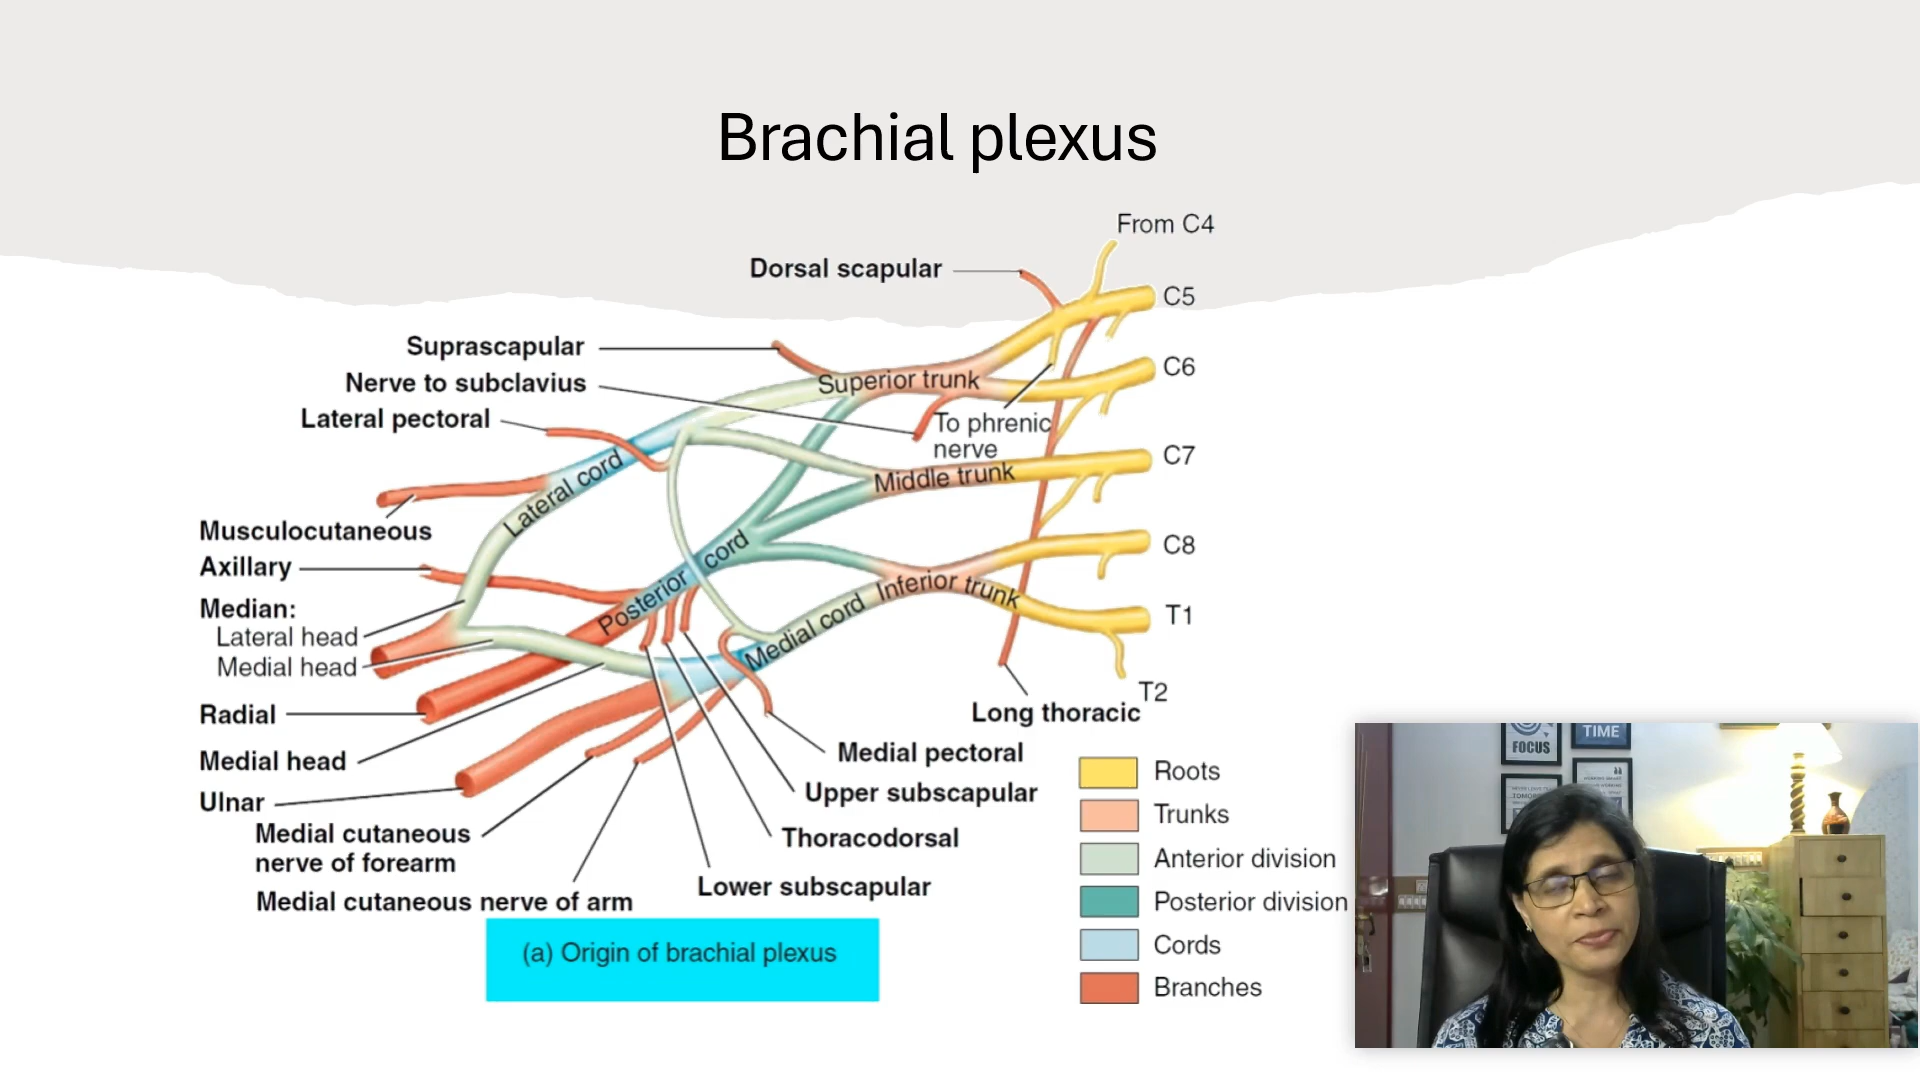 Brachial plexus
From C4
Dorsal scapular
C5
Suprascapular
C6
Nerve to subclavius
Superior trunk
Lateral pectoral
To phrenic
nerve
C7
Lateral cord
Middle trunk
Musculocutaneous
Axillary
Posterior cord
C8
Inferior trunk
Median:
Lateral head
Medial head
Medial cord
T1
T2
Radial
Long thoracic
Medial head
Medial pectoral
Ulnar
Upper subscapular
Medial cutaneous
nerve of forearm
Thoracodorsal
Medial cutaneous nerve of arm
Lower subscapular
(a) Origin of brachial plexus
Roots
Trunks
Anterior division
Posterior division
Cords
Branches
FOCUS
TIME